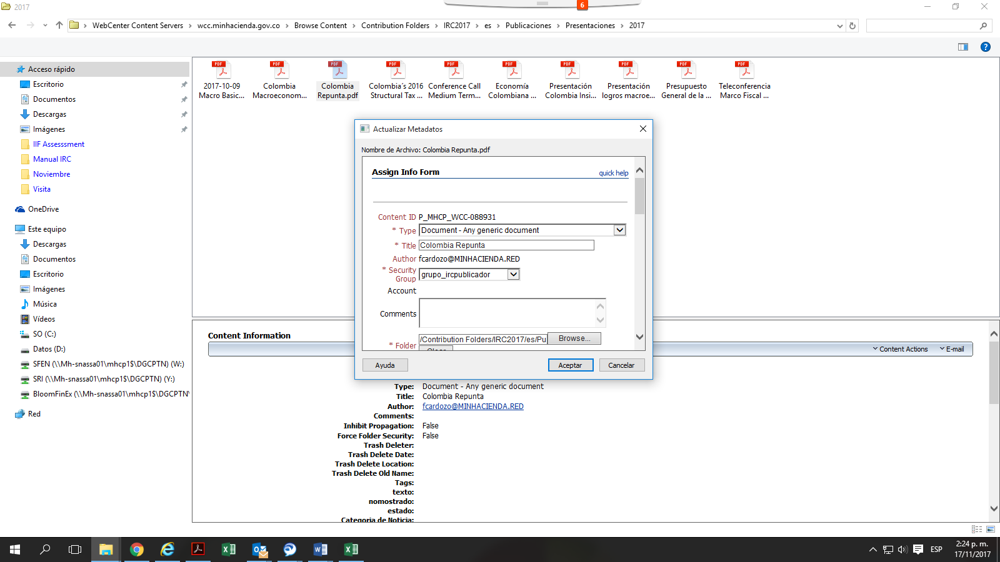 2017
6
WebCenter Content Servers
wcc.minhacienda.gov.co
Browse Content
Contribution Folders
IRC2017
es
Publicaciones
Presentaciones
2017
Acceso rápido
Escritorio
Documentos
Descargas
Imágenes
IIF Assesssment
Manual IRC
Noviembre
Visita
OneDrive
Este equipo
Descargas
Documentos
Escritorio
Imágenes
Música
Vídeos
SO (C:)
Datos (D:)
SFEN (\\Mh-snassa01\mhcp1$\DGCPTN) (W:)
SRI (\\Mh-snassa01\mhcp1$\DGCPTN) (Y:)
BloomFinEx (\\Mh-snassa01\mhcp1$\DGCPTN\
Red
PDF
2017-10-09
Macro Basic...
PDF
Colombia
Macroeconom...
PDF
Colombia
Repunta.pdf
PDF
Colombia´s 2016
Structural Tax ...
PDF
Conference Call
Medium Term...
PDF
Economía
Colombiana ...
PDF
Presentación
Colombia Insi...
PDF
Presentación
logros macroe...
PDF
Presupuesto
General de la ...
PDF
Teleconferencia
Marco Fiscal ...
Actualizar Metadatos
Nombre de Archivo: Colombia Repunta.pdf
Assign Info Form
quick help
Content ID P_MHCP_WCC-088931
* Type Document - Any generic document
* Title Colombia Repunta
Author fcardozo@MINHACIENDA.RED
* Security
Group grupo_ircpublicador
Account
Comments
* Folder /Contribution Folders/IRC2017/es/Pu Browse...
Clear
Ayuda
Aceptar
Cancelar
Content Information
Content Actions
E-mail
Type: Document - Any generic document
Title: Colombia Repunta
Author: fcardozo@MINHACIENDA.RED
Comments:
Inhibit Propagation: False
Force Folder Security: False
Trash Deleter:
Trash Delete Date:
Trash Delete Location:
Trash Delete Old Name:
Tags:
texto:
nomostrado:
estado:
Categoria de Noticia:
ESP
2:24 p. m.
17/11/2017